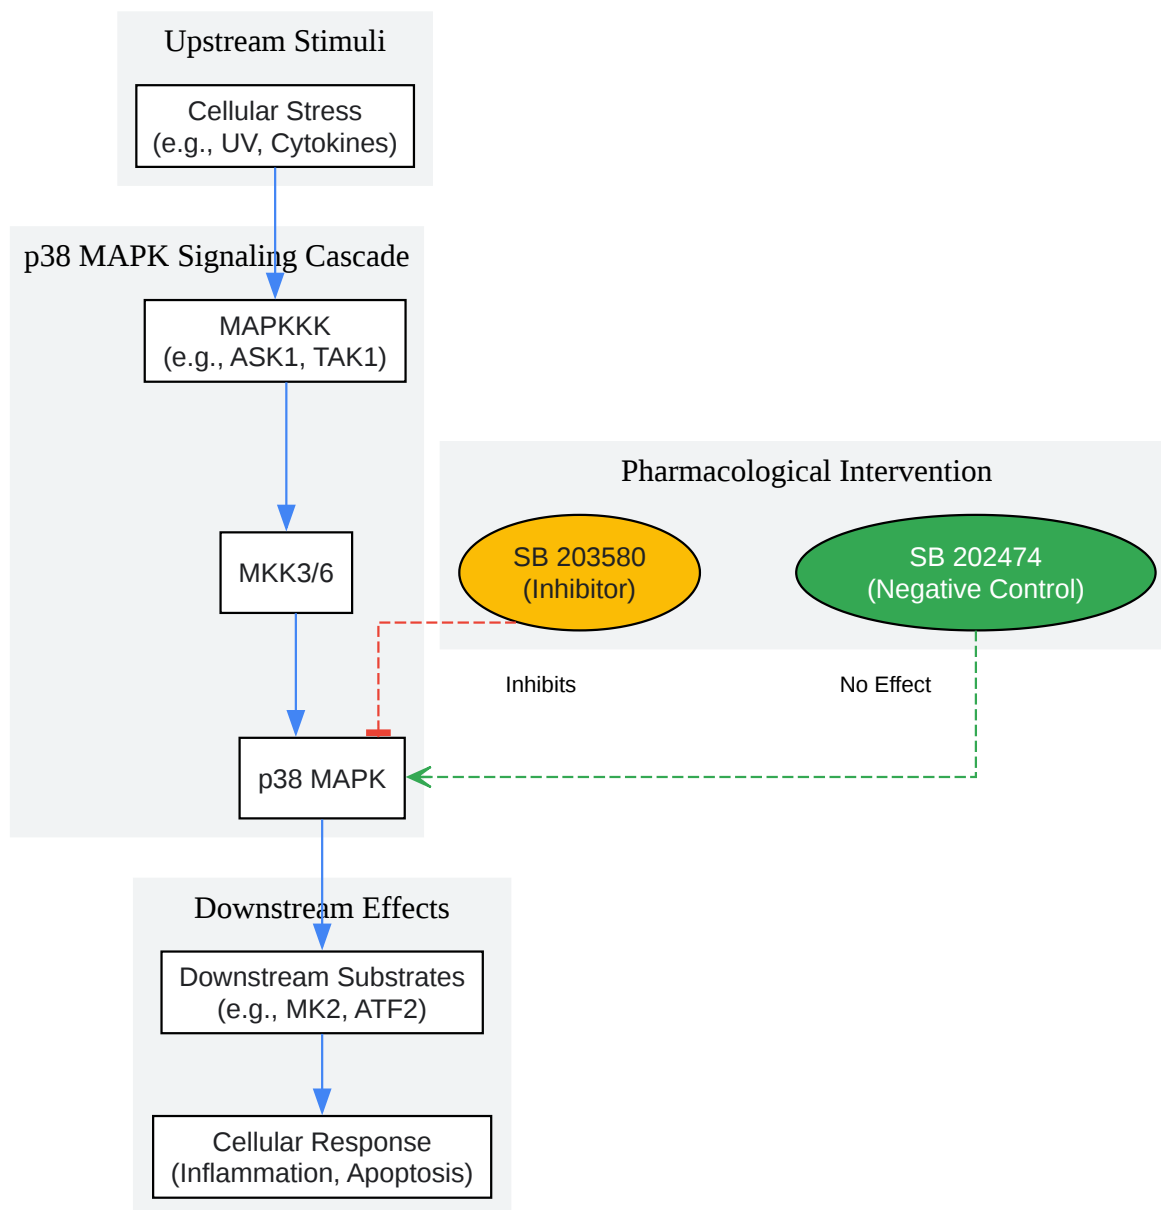 Upstream Stimuli
Cellular Stress
(e.g., UV, Cytokines)
p38 MAPK Signaling Cascade
MAPKKK
(e.g., ASK1, TAK1)
MKK3/6
Pharmacological Intervention
SB 203580
(Inhibitor)
SB 202474
(Negative Control)
Inhibits
No Effect
p38 MAPK
Downstream Effects
Downstream Substrates
(e.g., MK2, ATF2)
Cellular Response
(Inflammation, Apoptosis)